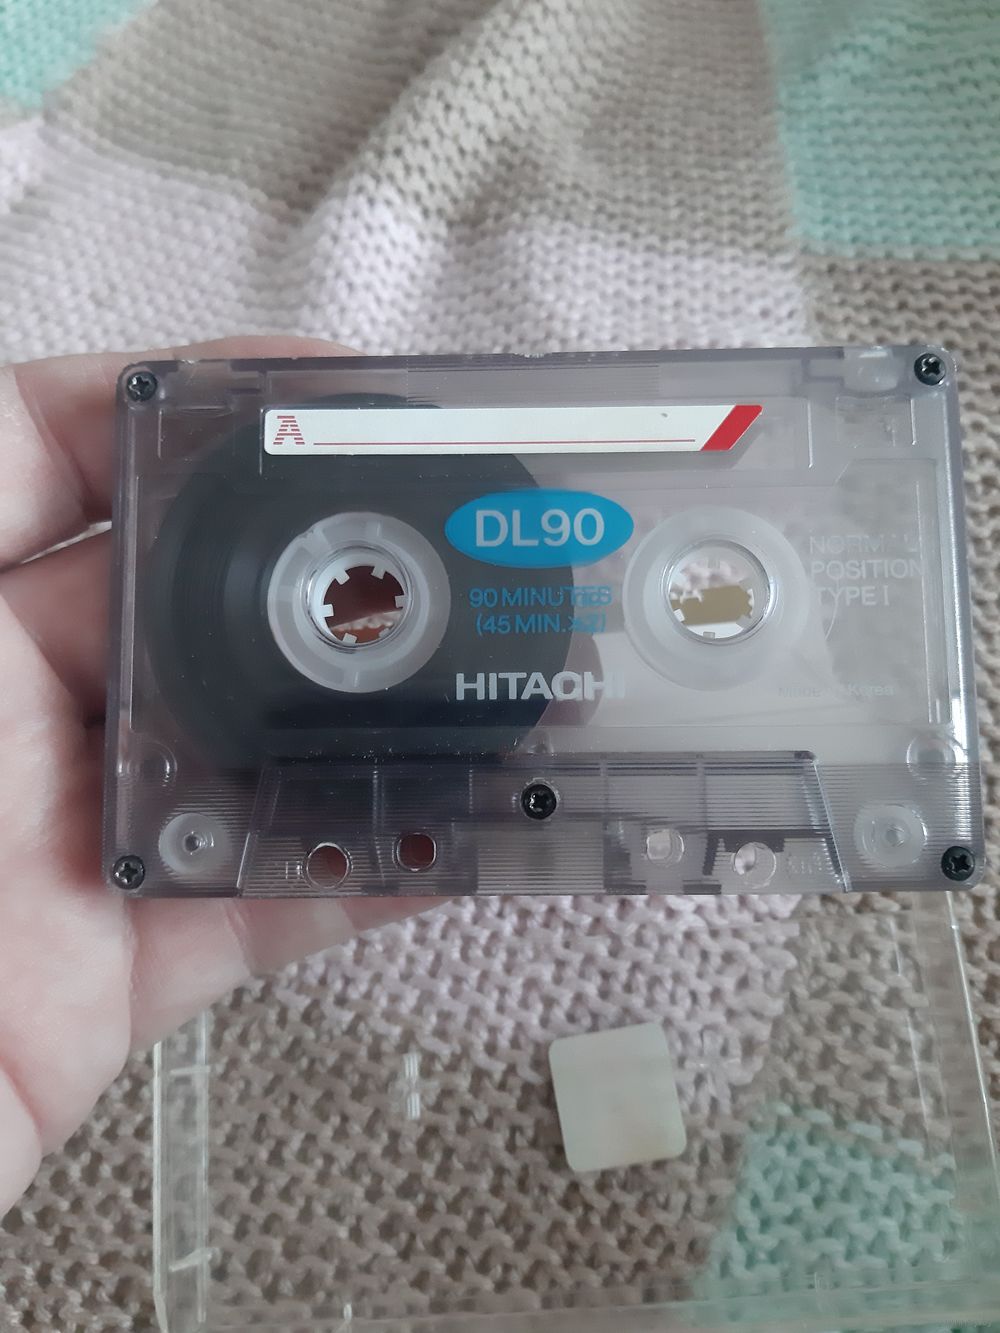 A
DL90
90 MINUTES
(45 MIN.×2)
HITACHI
NORMAL
POSITION
TYPE I
Made in Korea